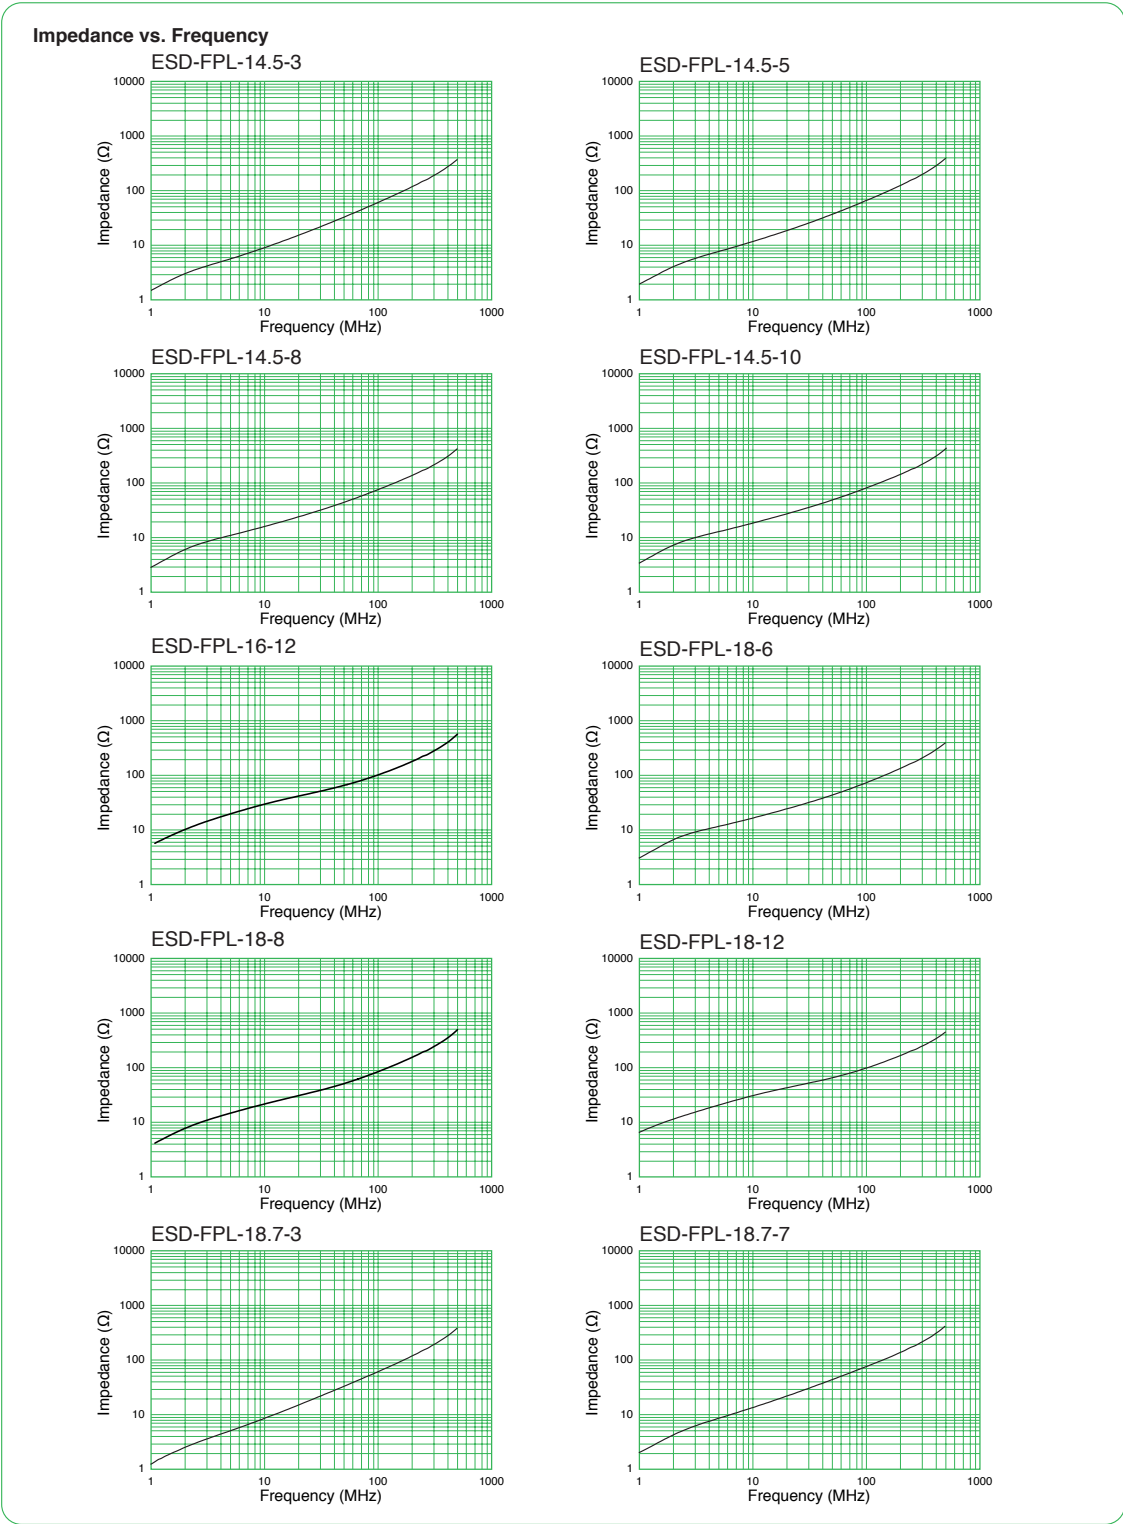 Impedance vs. Frequency
ESD-FPL-14.5-3
10000
1000
100
10
1
Impedance (Ω)
1 10 100 1000
Frequency (MHz)
ESD-FPL-14.5-5
10000
1000
100
10
1
Impedance (Ω)
1 10 100 1000
Frequency (MHz)
ESD-FPL-14.5-8
10000
1000
100
10
1
Impedance (Ω)
1 10 100 1000
Frequency (MHz)
ESD-FPL-14.5-10
10000
1000
100
10
1
Impedance (Ω)
1 10 100 1000
Frequency (MHz)
ESD-FPL-16-12
10000
1000
100
10
1
Impedance (Ω)
1 10 100 1000
Frequency (MHz)
ESD-FPL-18-6
10000
1000
100
10
1
Impedance (Ω)
1 10 100 1000
Frequency (MHz)
ESD-FPL-18-8
10000
1000
100
10
1
Impedance (Ω)
1 10 100 1000
Frequency (MHz)
ESD-FPL-18-12
10000
1000
100
10
1
Impedance (Ω)
1 10 100 1000
Frequency (MHz)
ESD-FPL-18.7-3
10000
1000
100
10
1
Impedance (Ω)
1 10 100 1000
Frequency (MHz)
ESD-FPL-18.7-7
10000
1000
100
10
1
Impedance (Ω)
1 10 100 1000
Frequency (MHz)